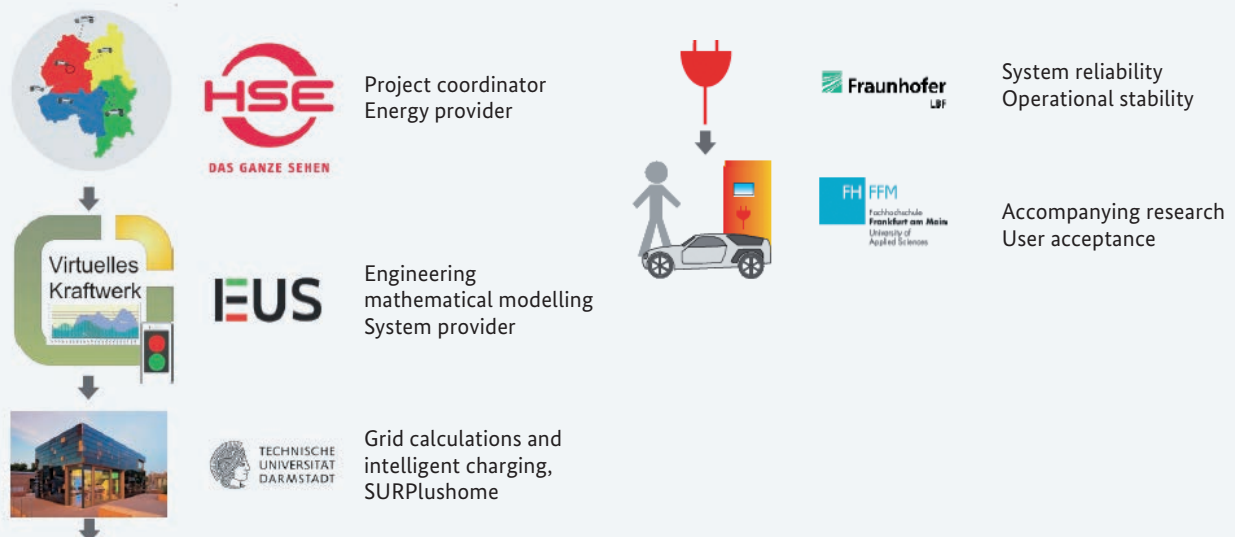 HSE
DAS GANZE SEHEN
Project coordinator
Energy provider
Virtuelles
Kraftwerk
IEUS
Engineering
mathematical modelling
System provider
TECHNISCHE
UNIVERSITÄT
DARMSTADT
Grid calculations and
intelligent charging,
SURPlushome
Fraunhofer
LBF
System reliability
Operational stability
FH FFM
Fachhochschule
Frankfurt am Main
University of
Applied Sciences
Accompanying research
User acceptance